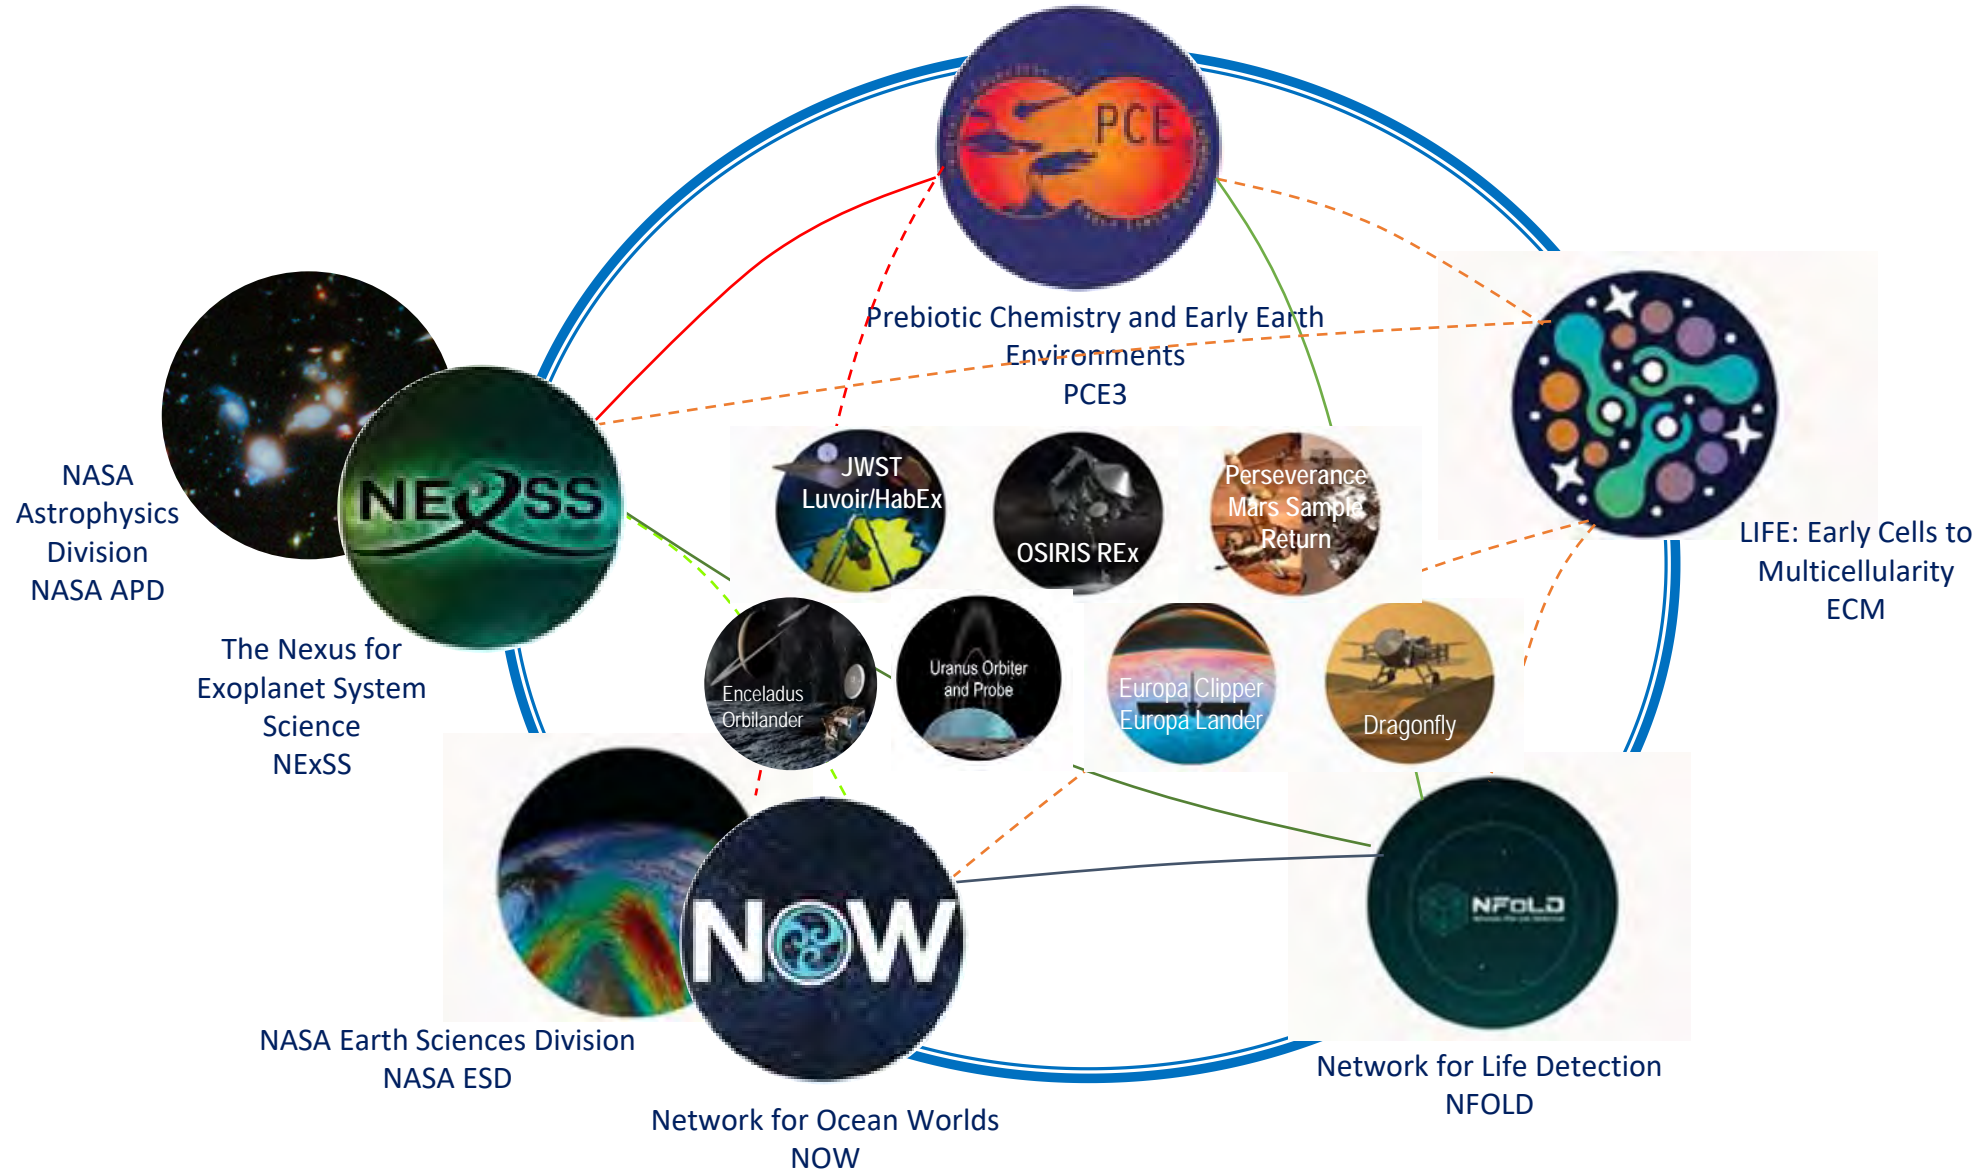 PCE
Prebiotic Chemistry and Early Earth
Environments
PCE3
NASA
Astrophysics
Division
NASA APD
NExSS
The Nexus for
Exoplanet System
Science
NExSS
JWST
Luvoir/HabEx
OSIRIS REx
Perseverance
Mars Sample
Return
LIFE: Early Cells to
Multicellularity
ECM
Enceladus
Orbilander
Uranus Orbiter
and Probe
Europa Clipper
Europa Lander
Dragonfly
NOW
NFOLD
NASA Earth Sciences Division
NASA ESD
Network for Ocean Worlds
NOW
Network for Life Detection
NFOLD